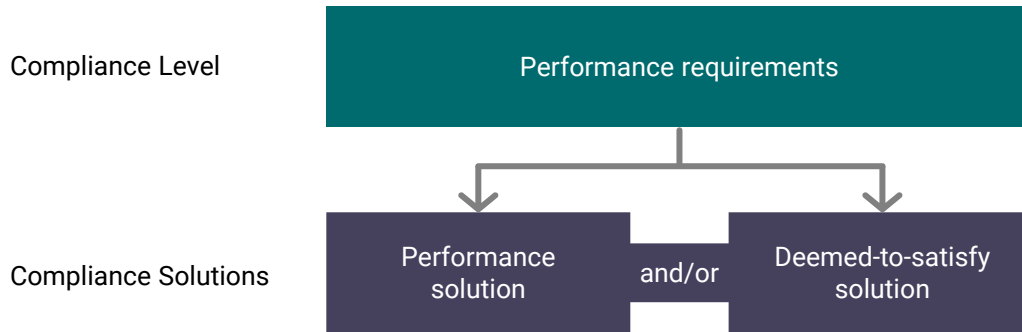 Compliance Level
Performance requirements
Compliance Solutions
Performance
solution
and/or
Deemed-to-satisfy
solution